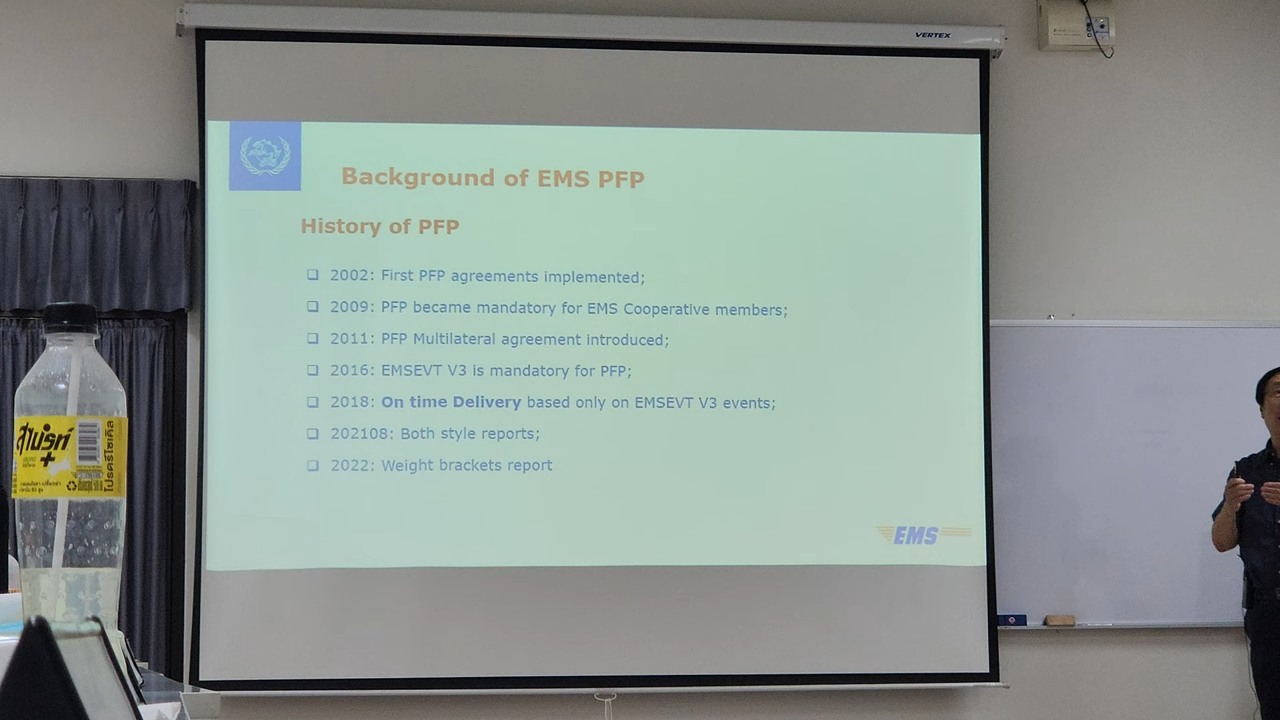 VERTEX
Background of EMS PFP
History of PFP
❑ 2002: First PFP agreements implemented;
❑ 2009: PFP became mandatory for EMS Cooperative members;
❑ 2011: PFP Multilateral agreement introduced;
❑ 2016: EMSEVT V3 is mandatory for PFP;
❑ 2018: On time Delivery based only on EMSEVT V3 events;
❑ 202108: Both style reports;
❑ 2022: Weight brackets report
EMS
+